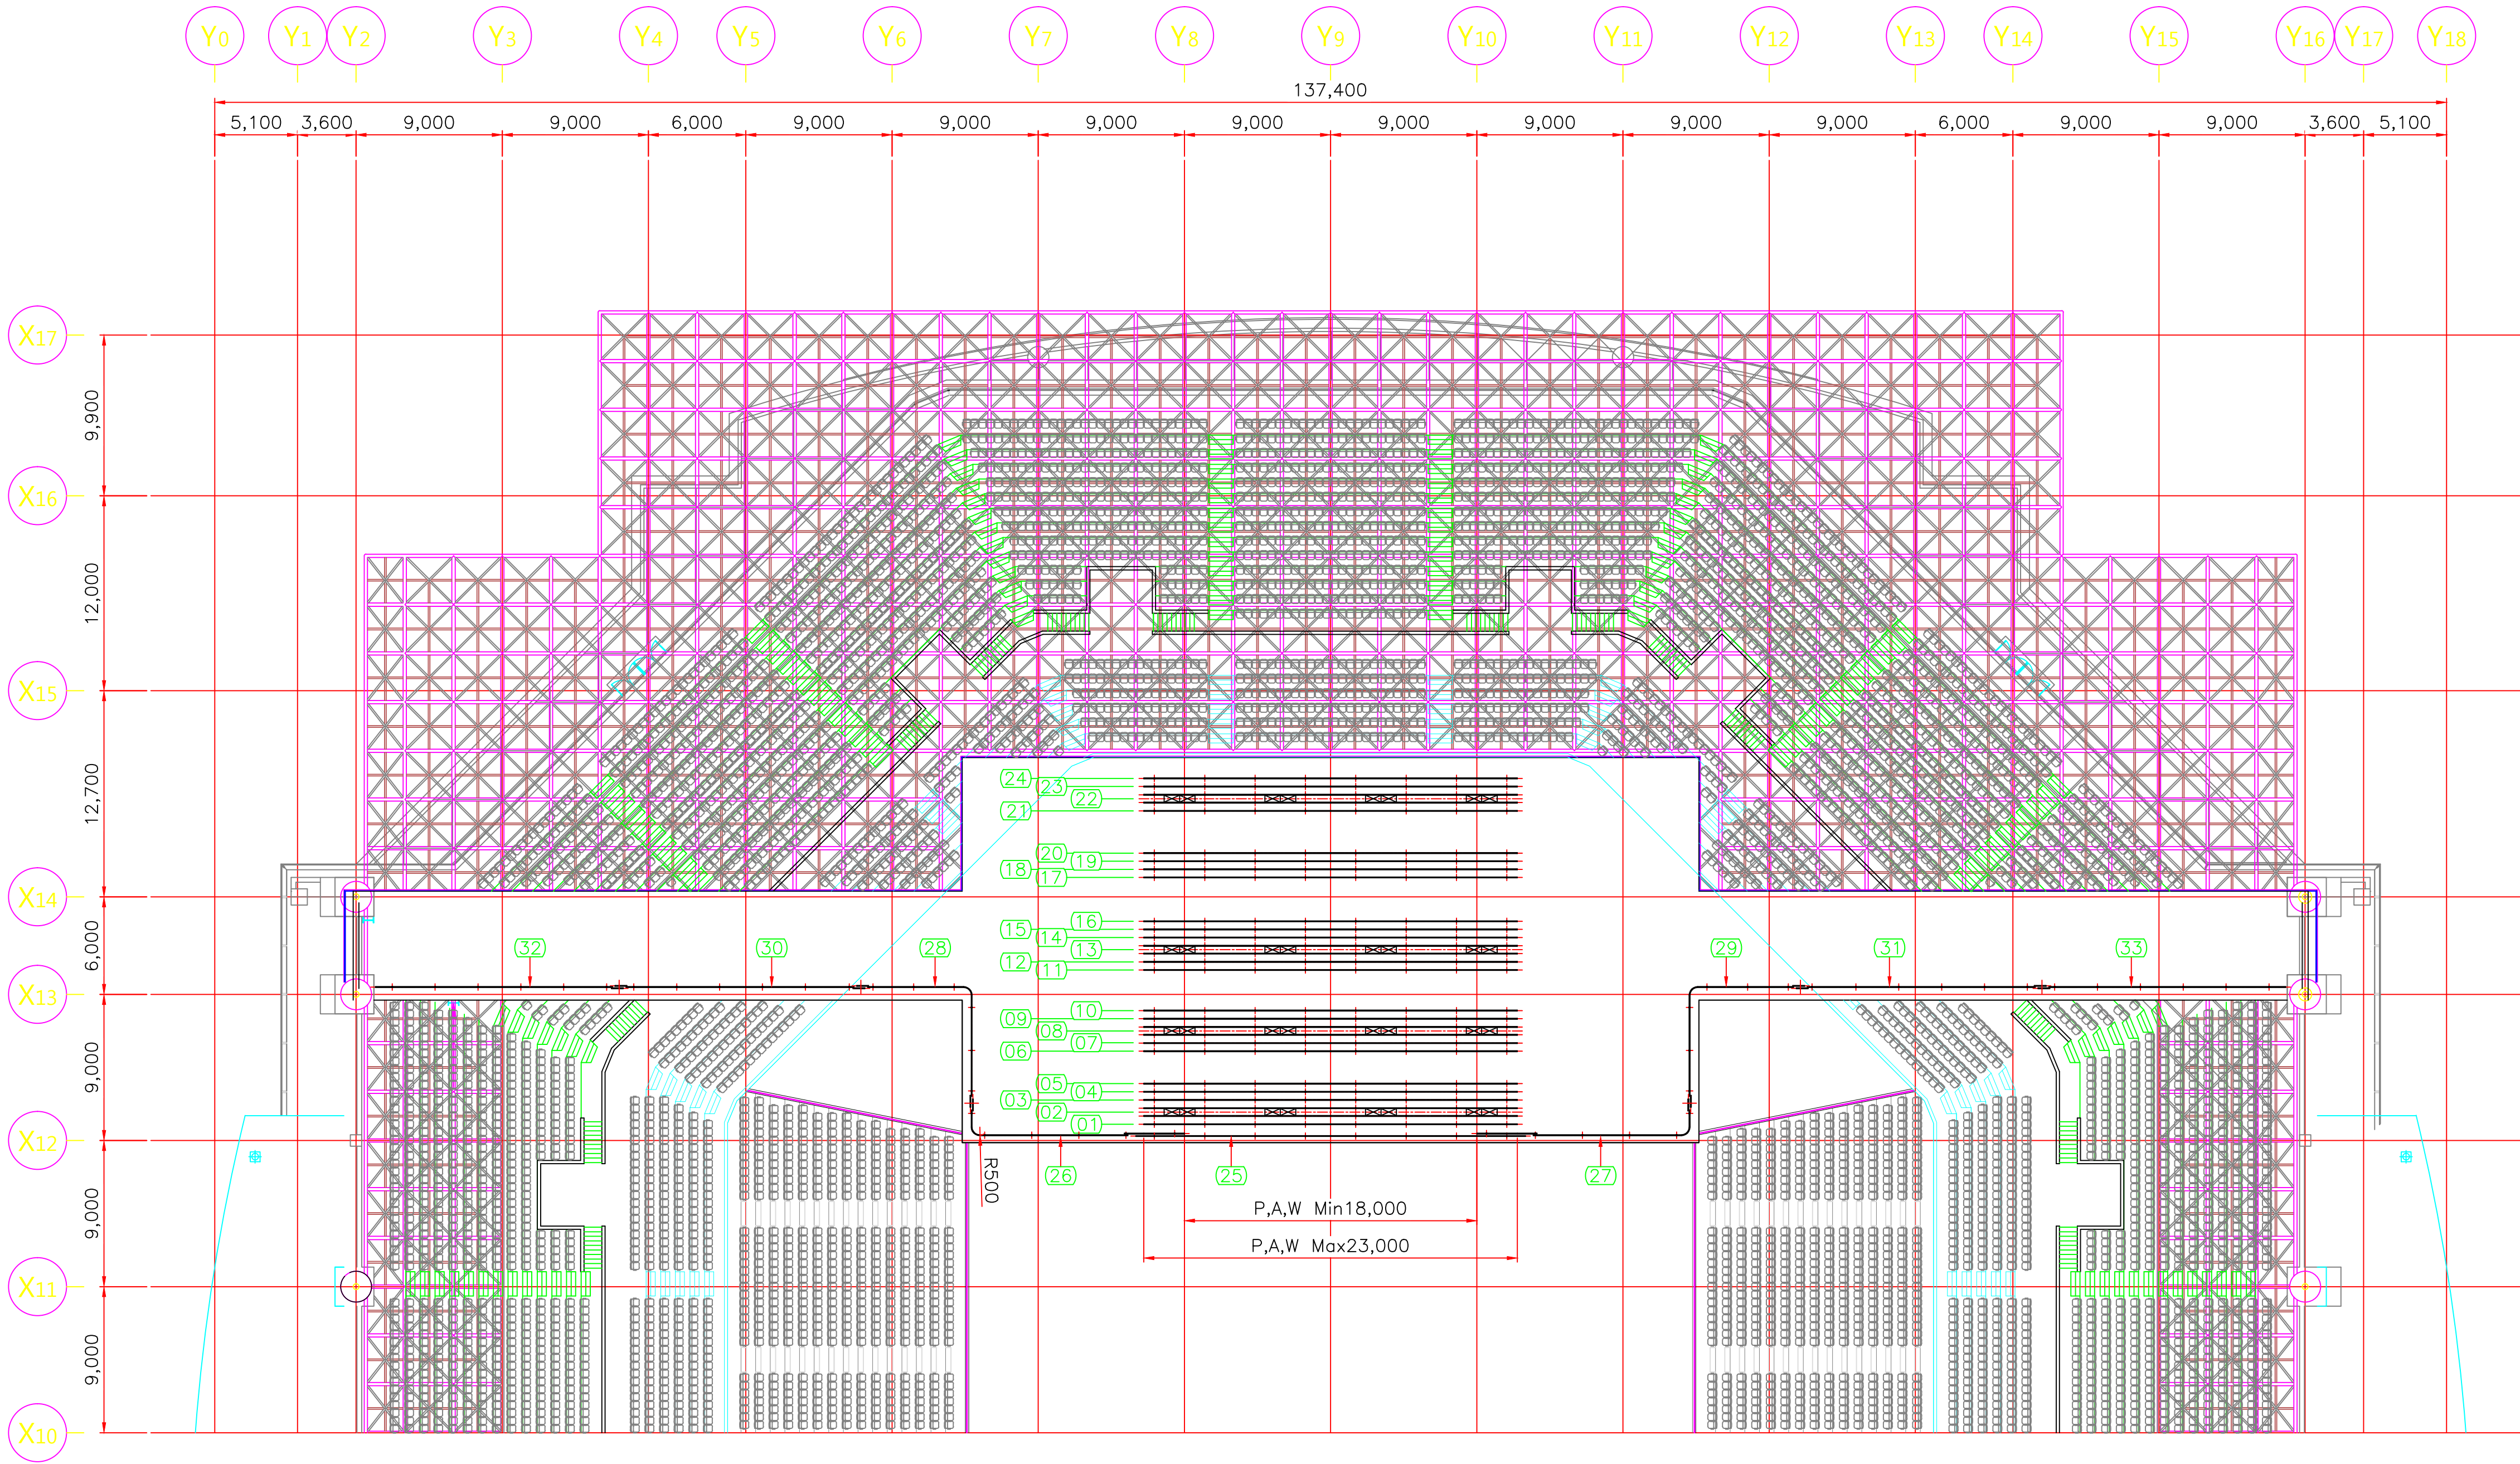 Y0 Y1 Y2 Y3 Y4 Y5 Y6 Y7 Y8 Y9 Y10 Y11 Y12 Y13 Y14 Y15 Y16 Y17 Y18
137,400
5,100 3,600 9,000 9,000 6,000 9,000 9,000 9,000 9,000 9,000 9,000 9,000 9,000 6,000 9,000 9,000 3,600 5,100
X17
9,900
X16
12,000
X15
12,700
24
23
22
21
20
19
18
17
X14
6,000
16
15
14
13
12
11
32 30 28 29 31 33
X13
9,000
10
09
08
07
06
05
04
03
02
01
X12
26 25 27
R500
9,000
P,A,W Min18,000
P,A,W Max23,000
X11
9,000
X10